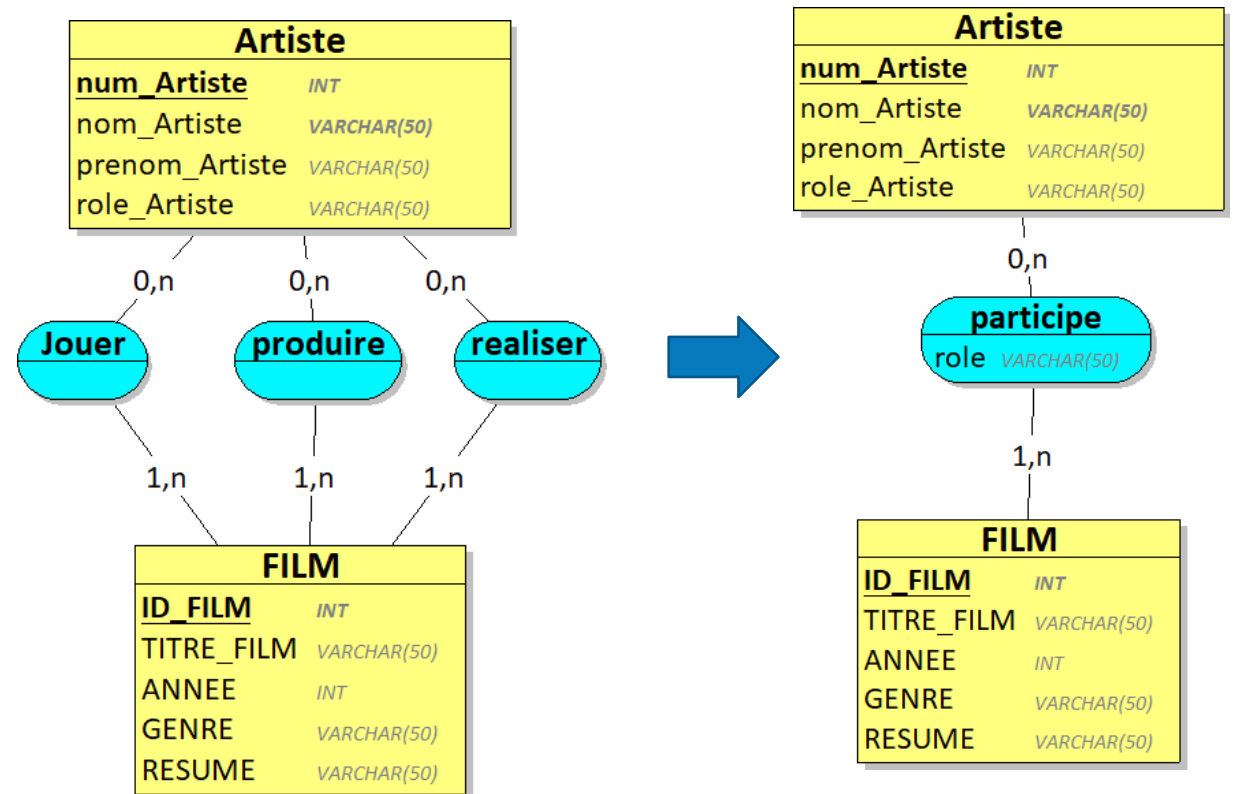 Artiste
num_Artiste INT
nom_Artiste VARCHAR(50)
prenom_Artiste VARCHAR(50)
role_Artiste VARCHAR(50)
0,n 0,n 0,n
Jouer produire realiser
1,n 1,n 1,n
FILM
ID_FILM INT
TITRE_FILM VARCHAR(50)
ANNEE INT
GENRE VARCHAR(50)
RESUME VARCHAR(50)
Artiste
num_Artiste INT
nom_Artiste VARCHAR(50)
prenom_Artiste VARCHAR(50)
role_Artiste VARCHAR(50)
0,n
participe
role VARCHAR(50)
1,n
FILM
ID_FILM INT
TITRE_FILM VARCHAR(50)
ANNEE INT
GENRE VARCHAR(50)
RESUME VARCHAR(50)